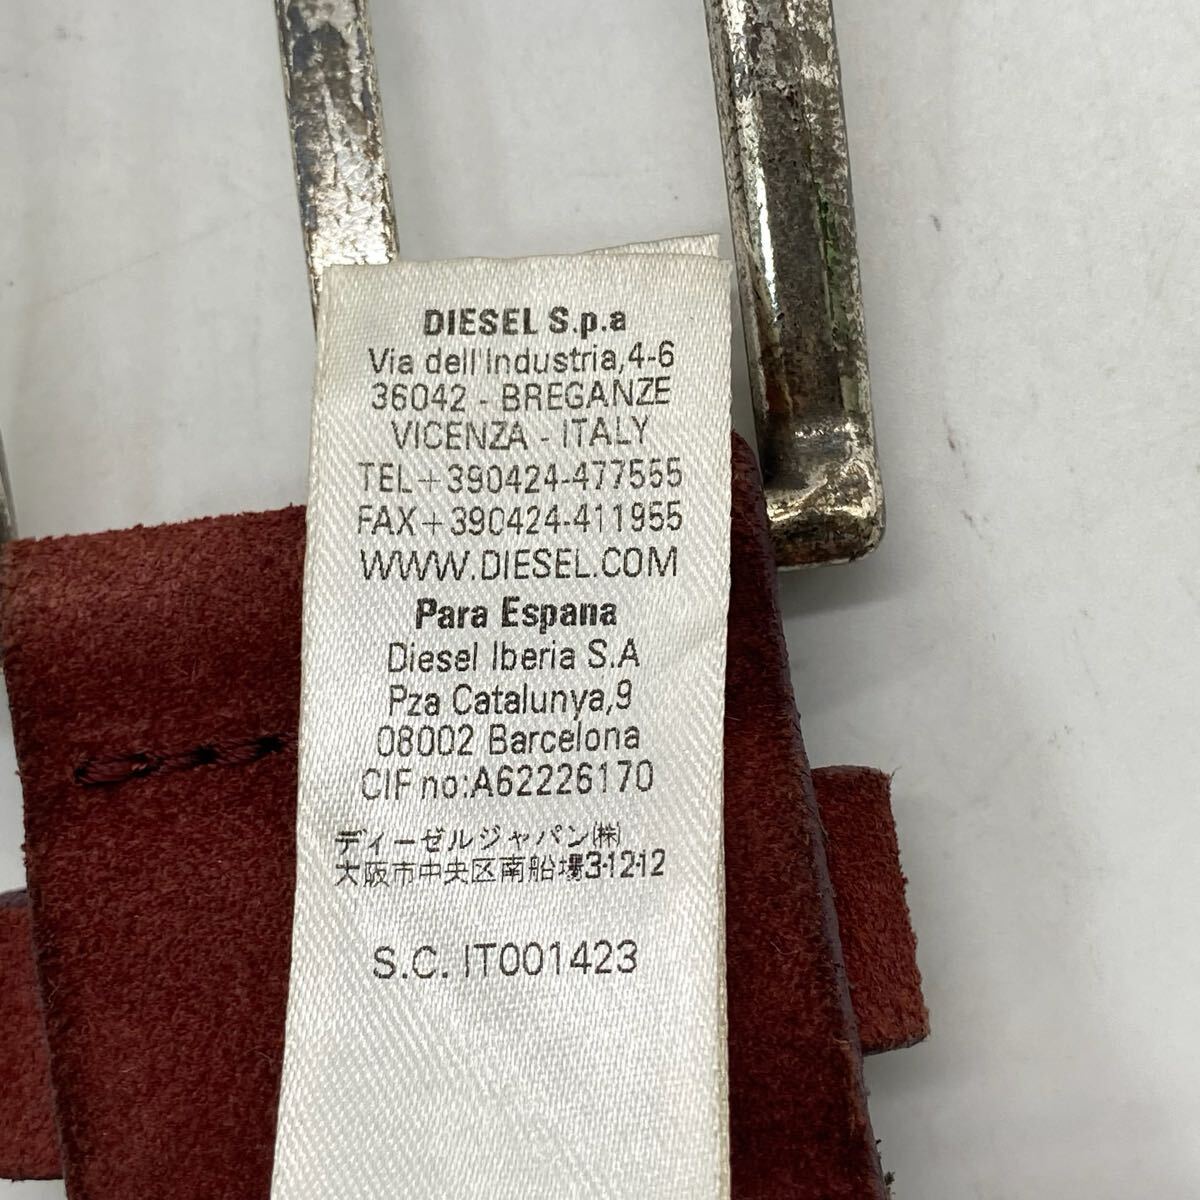 DIESEL S.p.a
Via dell'Industria,4-6
36042 - BREGANZE
VICENZA - ITALY
TEL+390424-477555
FAX+390424-411955
WWW.DIESEL.COM
Para Espana
Diesel Iberia S.A
Pza Catalunya,9
08002 Barcelona
CIF no:A62226170
ディーゼルジャパン㈱
大阪市中央区南船場3-12-12
S.C. IT001423